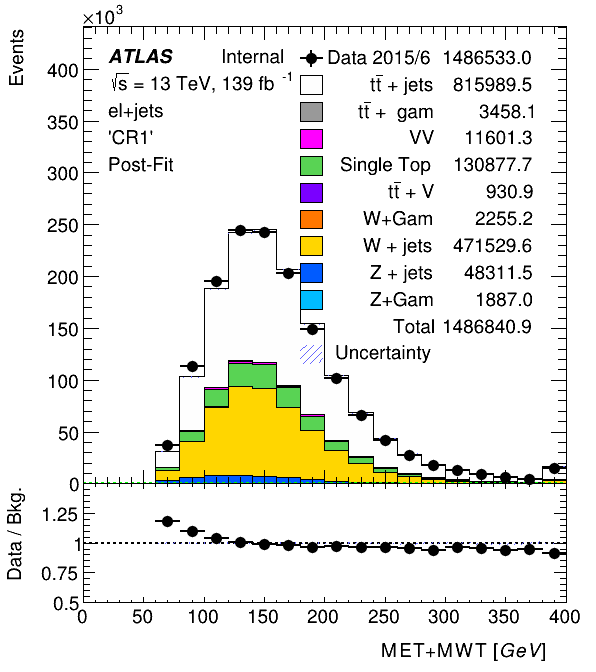 ×10³
Events
ATLAS Internal
√s = 13 TeV, 139 fb⁻¹
el+jets
'CR1'
Post-Fit
Data 2015/6 1486533.0
tt̄ + jets 815989.5
tt̄ + gam 3458.1
VV 11601.3
Single Top 130877.7
tt̄ + V 930.9
W+Gam 2255.2
W + jets 471529.6
Z + jets 48311.5
Z+Gam 1887.0
Total 1486840.9
Uncertainty
400
350
300
250
200
150
100
50
0
Data / Bkg.
1.25
1
0.75
0.5
0 50 100 150 200 250 300 350 400
MET+MWT [GeV]